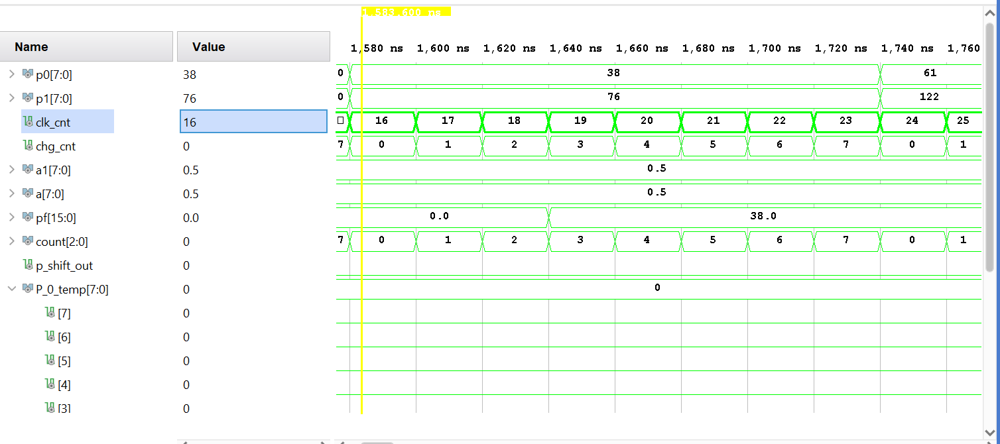 1,583.600 ns
Name Value 1,580 ns 1,600 ns 1,620 ns 1,640 ns 1,660 ns 1,680 ns 1,700 ns 1,720 ns 1,740 ns 1,760
p0[7:0] 38 0 38 61
p1[7:0] 76 0 76 122
clk_cnt 16 16 17 18 19 20 21 22 23 24 25
chg_cnt 0 7 0 1 2 3 4 5 6 7 0 1
a1[7:0] 0.5 0.5
a[7:0] 0.5 0.5
pf[15:0] 0.0 0.0 38.0
count[2:0] 0 7 0 1 2 3 4 5 6 7 0 1
p_shift_out 0
P_0_temp[7:0] 0 0
[7] 0
[6] 0
[5] 0
[4] 0
[3] 0